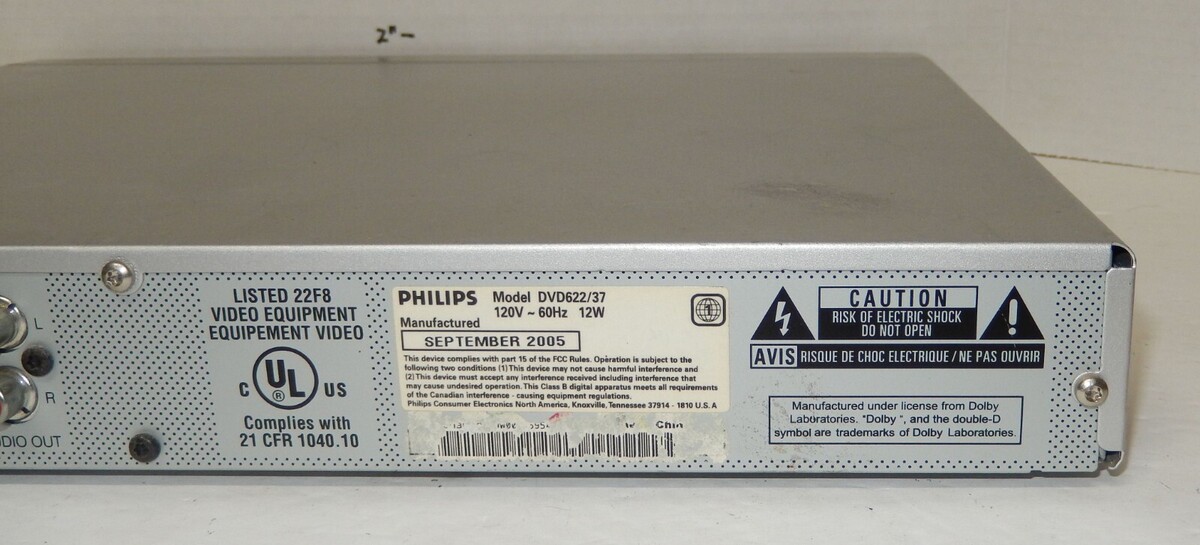 2"-
L
R
AUDIO OUT
LISTED 22F8
VIDEO EQUIPMENT
EQUIPEMENT VIDEO
C UL US
®
Complies with
21 CFR 1040.10
PHILIPS Model DVD622/37
120V ~ 60Hz 12W
Manufactured
SEPTEMBER 2005
This device complies with part 15 of the FCC Rules. Operation is subject to the
following two conditions (1) This device may not cause harmful interference and
(2) This device must accept any interference received including interference that
may cause undesired operation. This Class B digital apparatus meets all requirements
of the Canadian interference - causing equipment regulations.
Philips Consumer Electronics North America, Knoxville, Tennessee 37914 - 1810 U.S.A
1
CAUTION
RISK OF ELECTRIC SHOCK
DO NOT OPEN
!
AVIS RISQUE DE CHOC ELECTRIQUE / NE PAS OUVRIR
Manufactured under license from Dolby
Laboratories. "Dolby", and the double-D
symbol are trademarks of Dolby Laboratories.